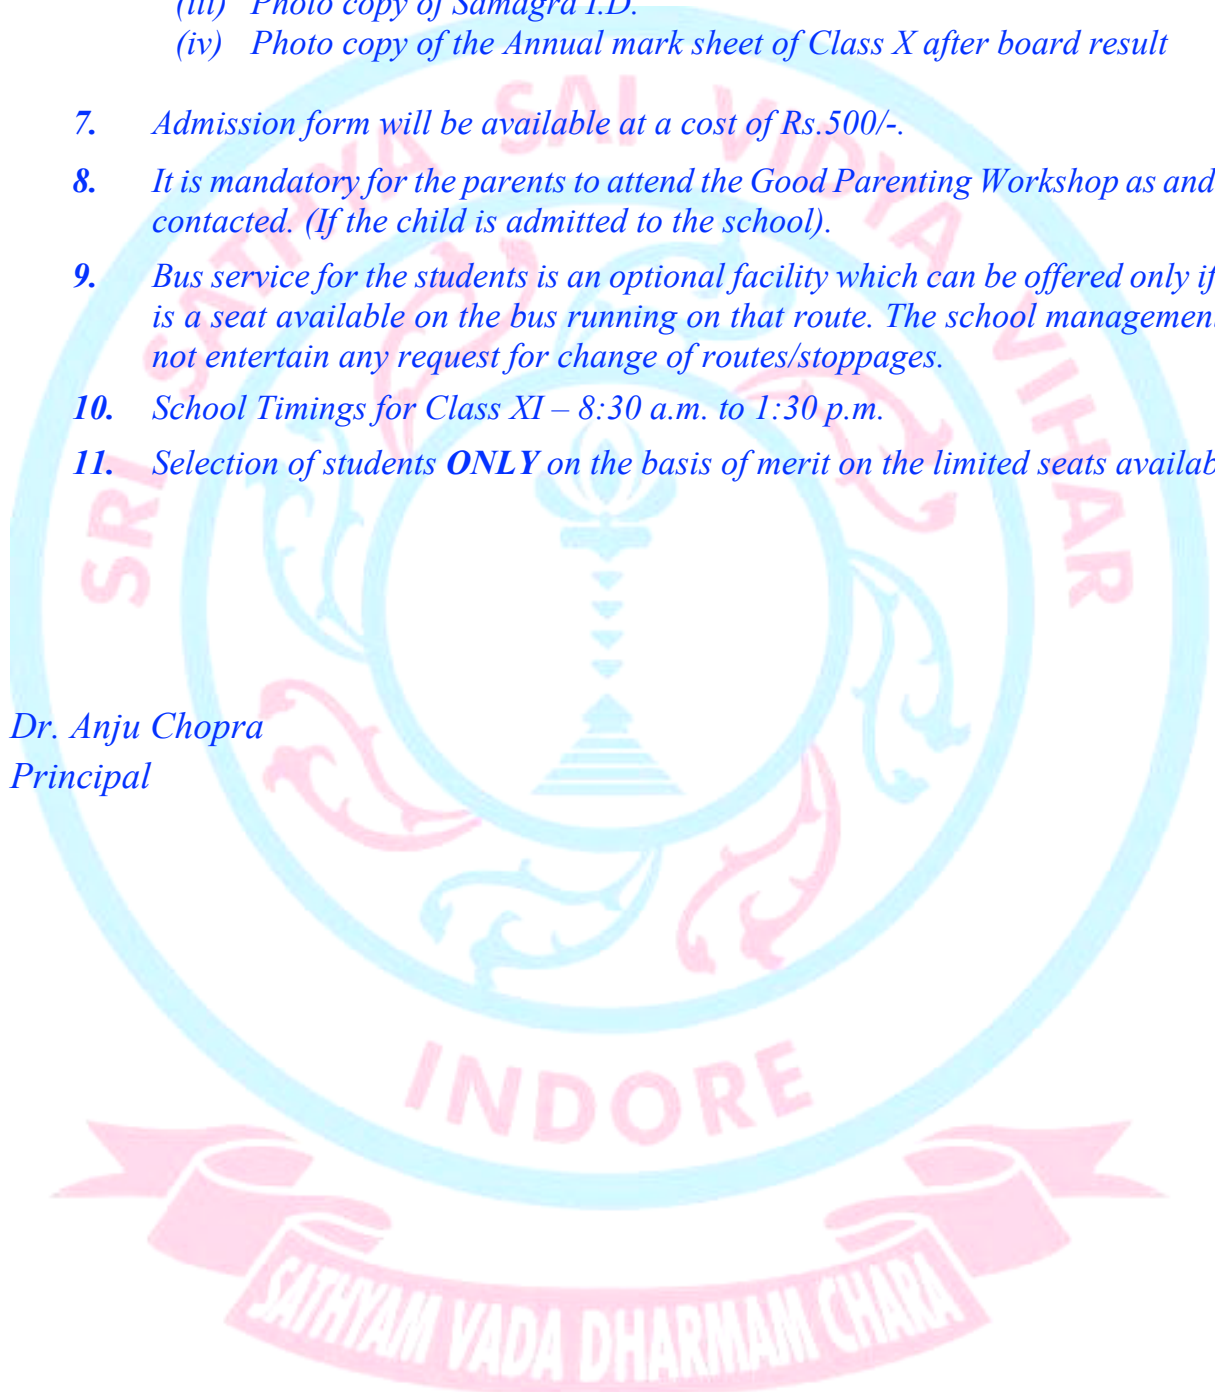 (iii) Photo copy of Samagra I.D.
(iv) Photo copy of the Annual mark sheet of Class X after board result
7. Admission form will be available at a cost of Rs.500/-.
8. It is mandatory for the parents to attend the Good Parenting Workshop as and
contacted. (If the child is admitted to the school).
9. Bus service for the students is an optional facility which can be offered only if
is a seat available on the bus running on that route. The school management
not entertain any request for change of routes/stoppages.
10. School Timings for Class XI – 8:30 a.m. to 1:30 p.m.
11. Selection of students ONLY on the basis of merit on the limited seats availab
Dr. Anju Chopra
Principal
SRI SATHYA SAI VIDYA VIHAR
INDORE
SATHYAM VADA DHARMAM CHARA